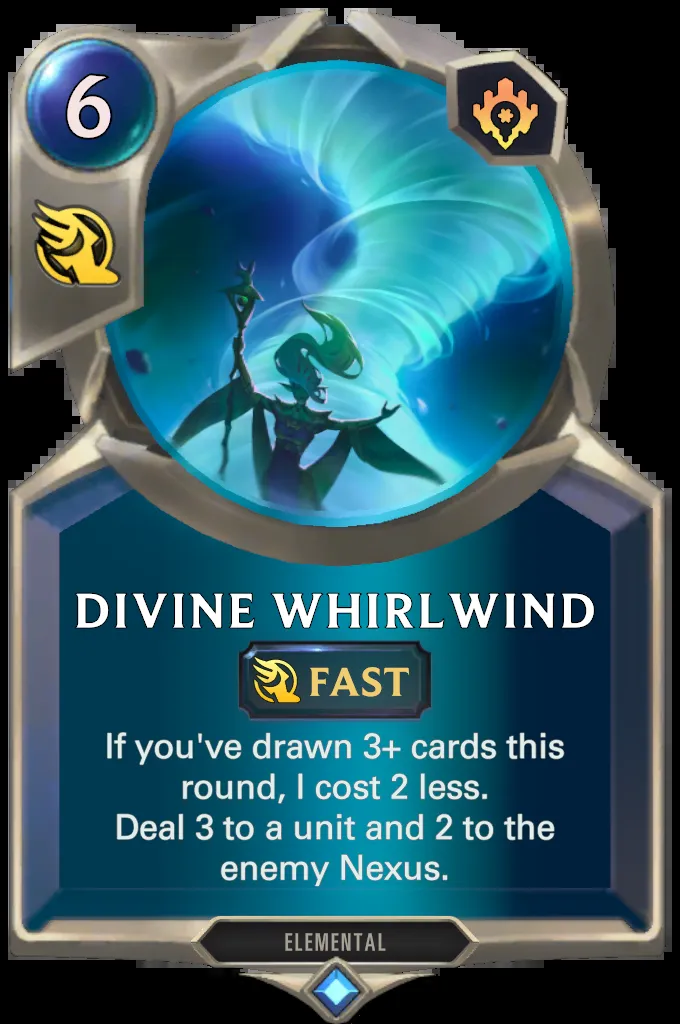 6
DIVINE WHIRLWIND
FAST
If you've drawn 3+ cards this
round, I cost 2 less.
Deal 3 to a unit and 2 to the
enemy Nexus.
ELEMENTAL